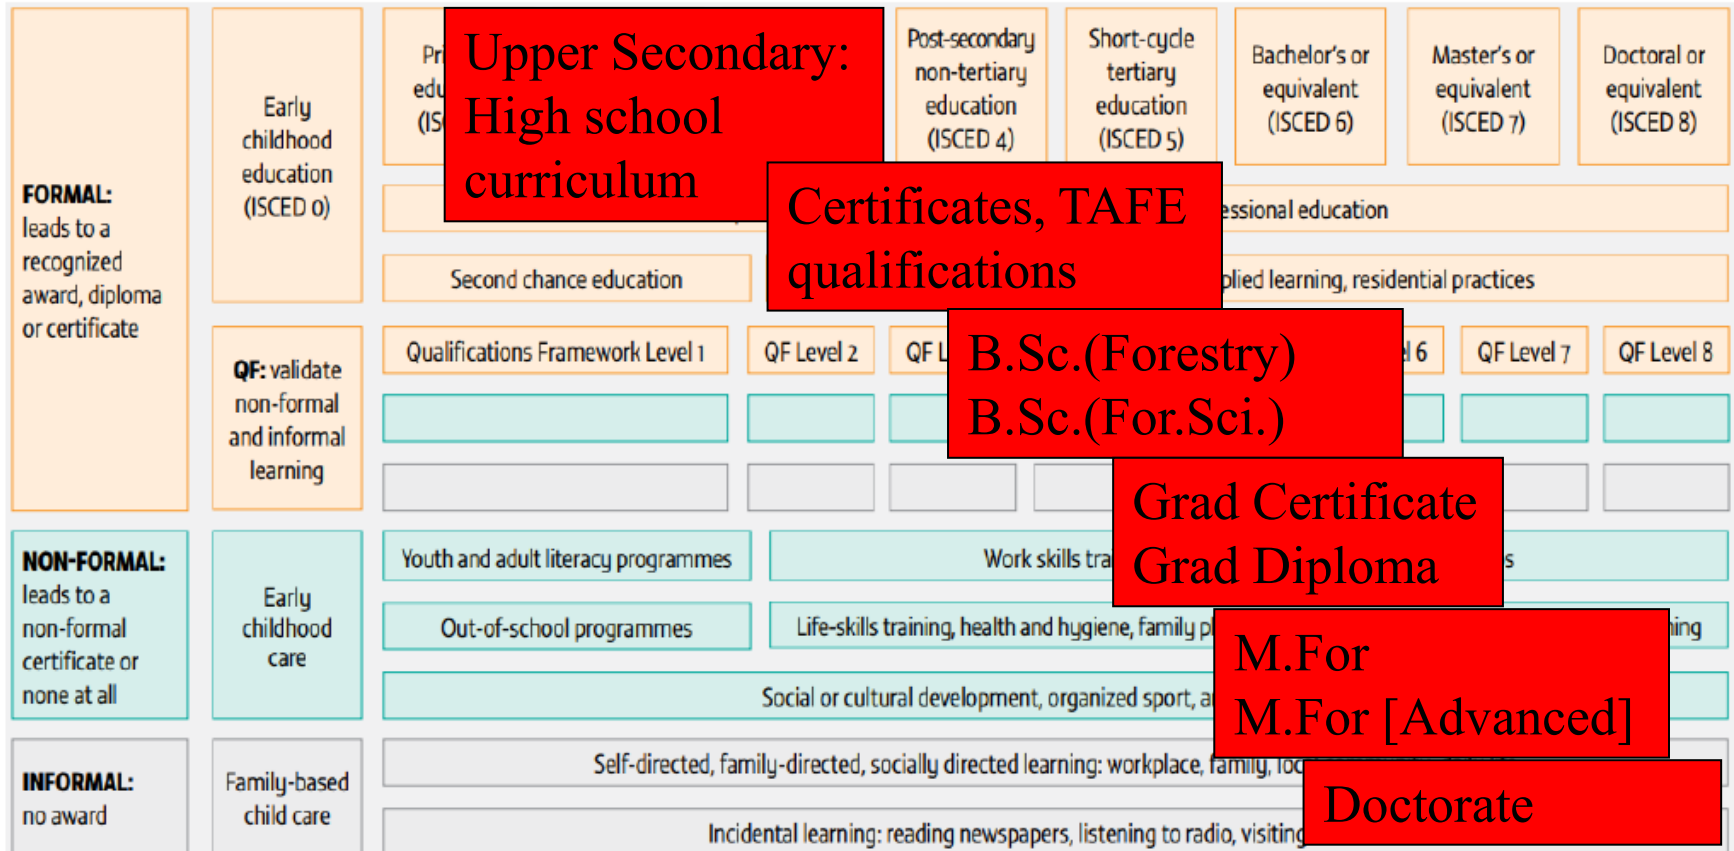 FORMAL:
leads to a
recognized
award, diploma
or certificate
Early
childhood
education
(ISCED 0)
Upper Secondary:
High school
curriculum
Post-secondary
non-tertiary
education
(ISCED 4)
Short-cycle
tertiary
education
(ISCED 5)
Bachelor's or
equivalent
(ISCED 6)
Master's or
equivalent
(ISCED 7)
Doctoral or
equivalent
(ISCED 8)
Certificates, TAFE
qualifications
education
Second chance education
learning, residential practices
QF: validate
non-formal
and informal
learning
Qualifications Framework Level 1
QF Level 2
QF
B.Sc.(Forestry)
B.Sc.(For.Sci.)
6
QF Level 7
QF Level 8
Grad Certificate
Grad Diploma
NON-FORMAL:
leads to a
non-formal
certificate or
none at all
Early
childhood
care
Youth and adult literacy programmes
Work skills
Out-of-school programmes
Life-skills training, health and hygiene, family
M.For
M.For [Advanced]
Social or cultural development, organized sport,
INFORMAL:
no award
Family-based
child care
Self-directed, family-directed, socially directed learning: workplace, family,
Doctorate
Incidental learning: reading newspapers, listening to radio, visiting